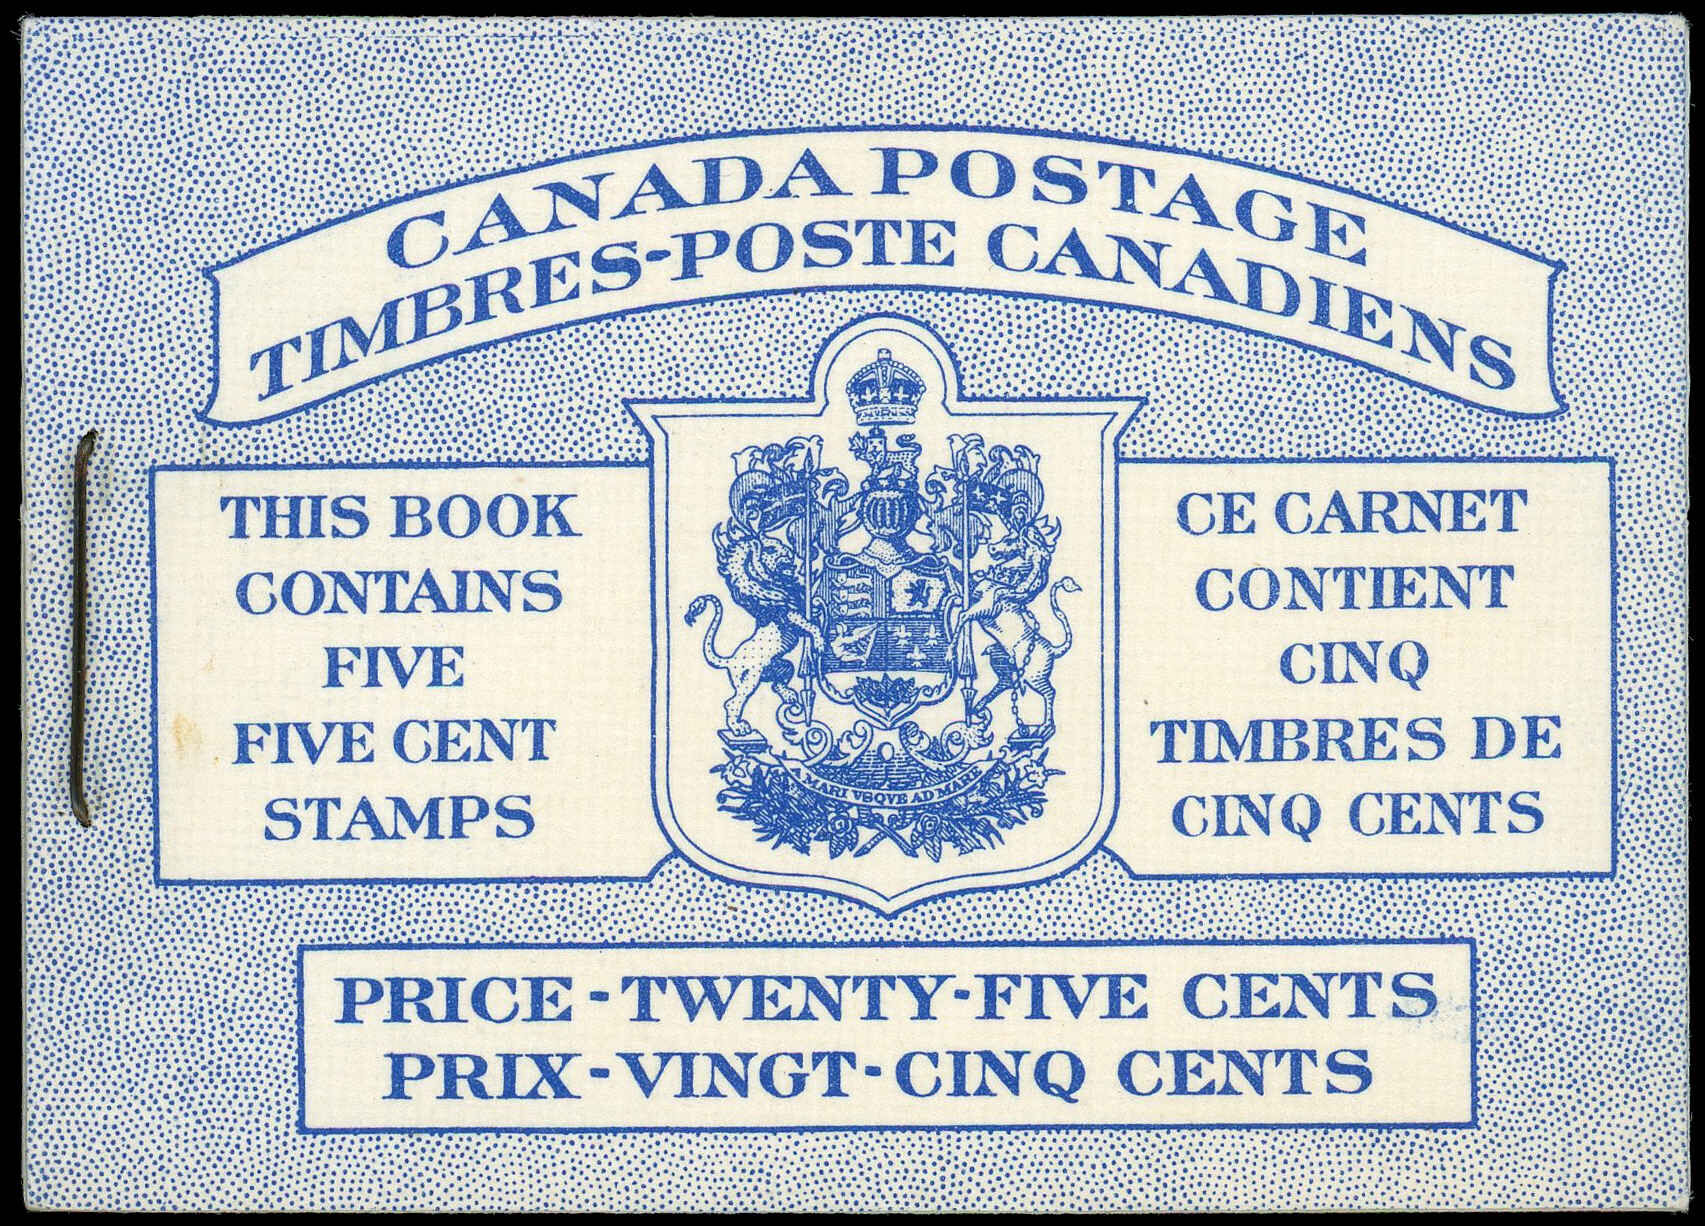 CANADA POSTAGE
TIMBRES-POSTE CANADIENS
THIS BOOK
CONTAINS
FIVE
FIVE CENT
STAMPS
A MARI VSQVE AD MARE
CE CARNET
CONTIENT
CINQ
TIMBRES DE
CINQ CENTS
PRICE - TWENTY-FIVE CENTS
PRIX - VINGT - CINQ CENTS